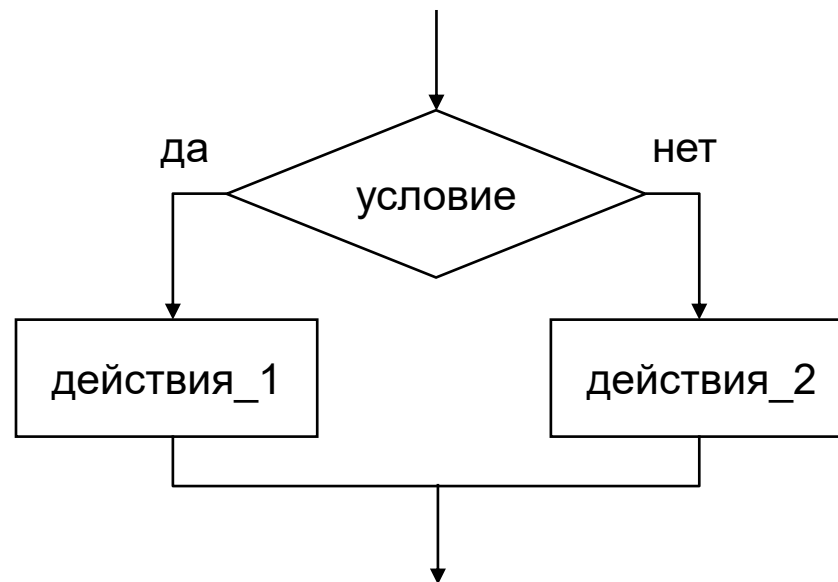 да
нет
условие
действия_1
действия_2